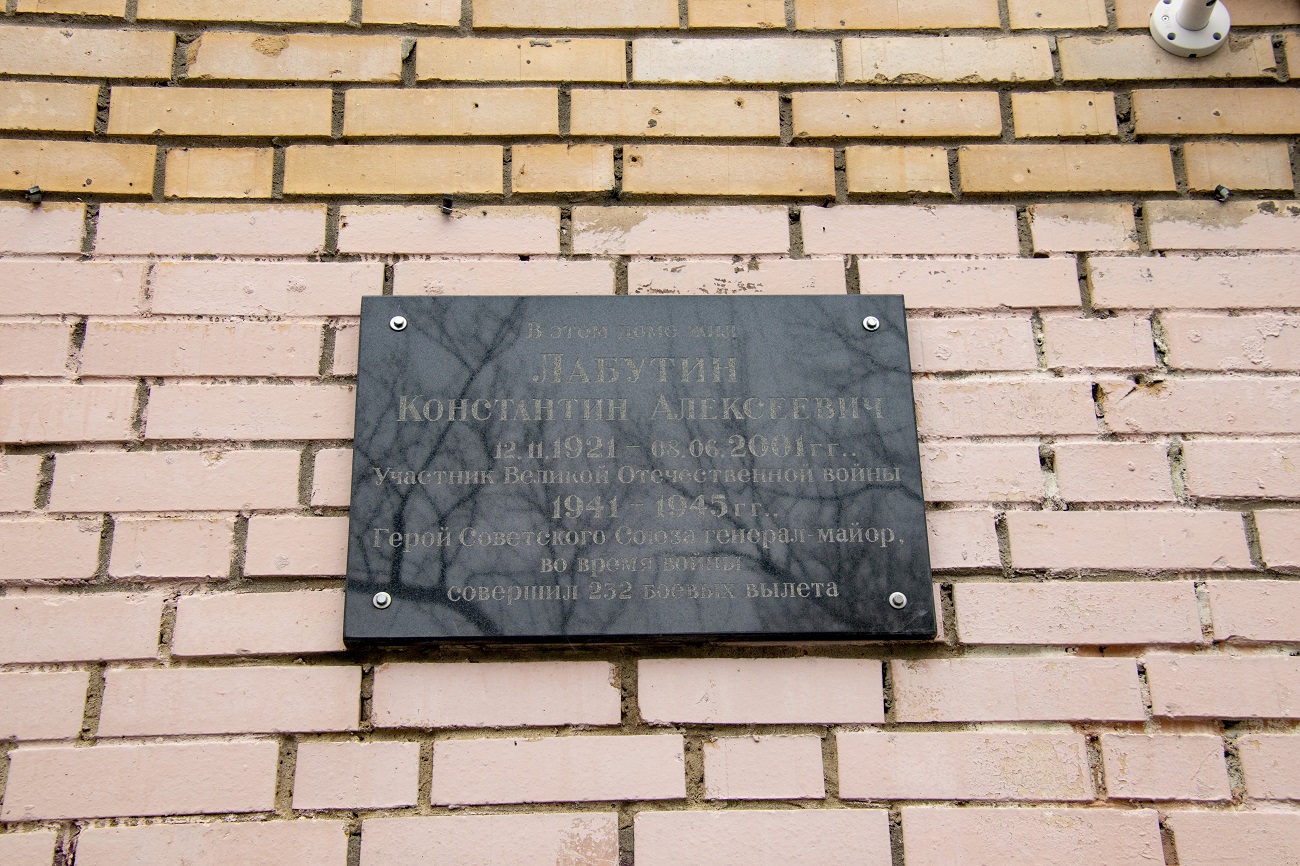 В этом доме жил
ЛАБУТИН
КОНСТАНТИН АЛЕКСЕЕВИЧ
12.11.1921 – 08.06.2001гг..
Участник Великой Отечественной войны
1941 – 1945гг..
Герой Советского Союза генерал-майор,
во время войны
совершил 232 боевых вылета